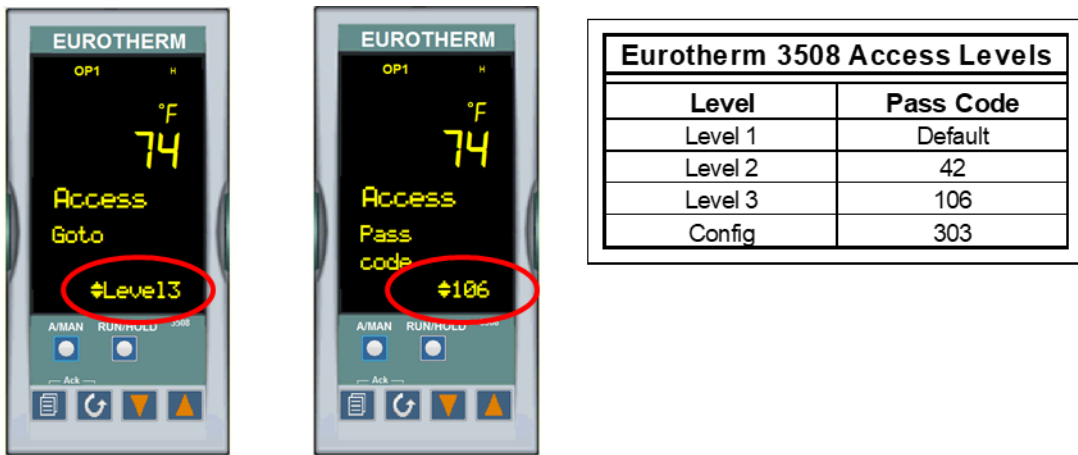 EUROTHERM
OP1 H
°F
74
Access
Goto
Level3
A/MAN RUN/HOLD 3508
Ack
EUROTHERM
OP1 H
°F
74
Access
Pass
code
106
A/MAN RUN/HOLD 3508
Ack
Eurotherm 3508 Access Levels
Level Pass Code
Level 1 Default
Level 2 42
Level 3 106
Config 303